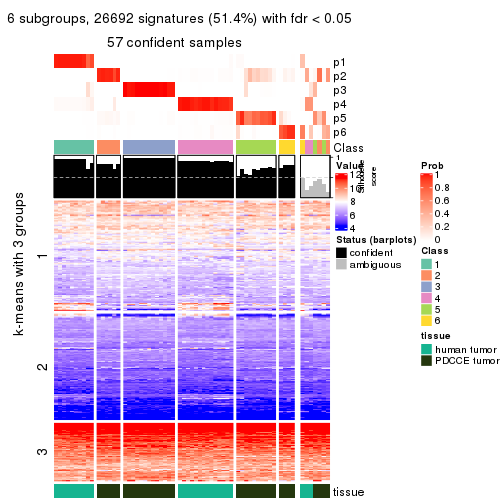 6 subgroups, 26692 signatures (51.4%) with fdr < 0.05
57 confident samples
p1
p2
p3
p4
p5
p6
Class
1
Silhouette
score
k-means with 3 groups
1
2
3
tissue
Value
12
10
8
6
4
Status (barplots)
confident
ambiguous
Prob
1
0.8
0.6
0.4
0.2
0
Class
1
2
3
4
5
6
tissue
human tumor
PDCCE tumor